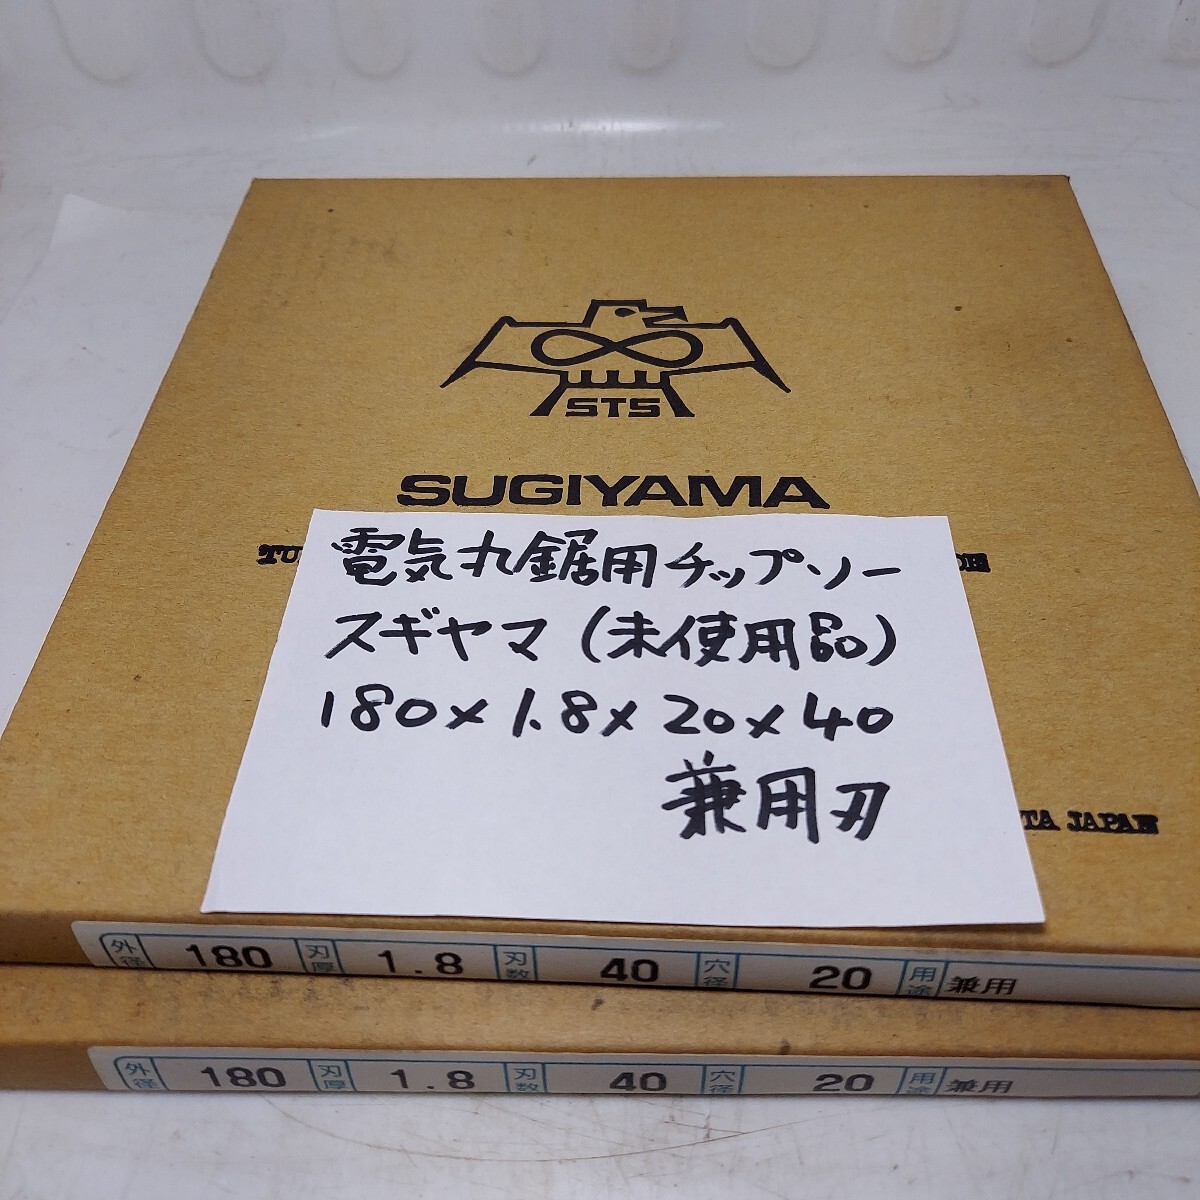 STS
SUGIYAMA
電気丸鋸用チップソー
スギヤマ(未使用品)
180×1.8×20×40
兼用刃
JAPAN
外径 180 刃厚 1.8 刃数 40 穴径 20 用途 兼用
外径 180 刃厚 1.8 刃数 40 穴径 20 用途 兼用